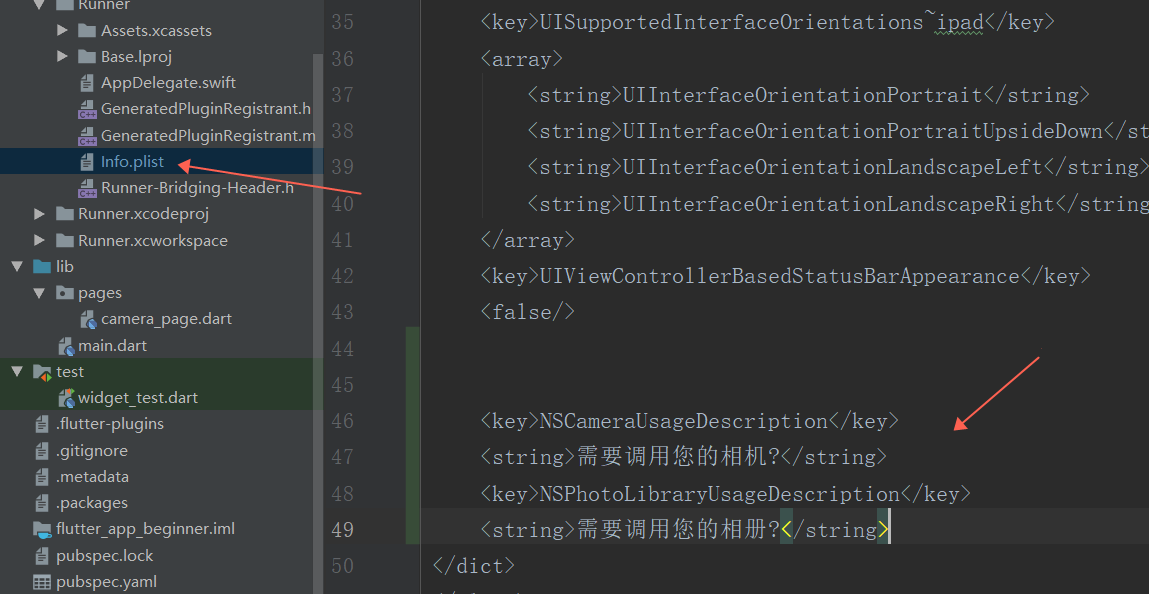 Runner
Assets.xcassets
Base.lproj
AppDelegate.swift
GeneratedPluginRegistrant.h
GeneratedPluginRegistrant.m
Info.plist
Runner-Bridging-Header.h
Runner.xcodeproj
Runner.xcworkspace
lib
pages
camera_page.dart
main.dart
test
widget_test.dart
.flutter-plugins
.gitignore
.metadata
.packages
flutter_app_beginner.iml
pubspec.lock
pubspec.yaml
35 <key>UISupportedInterfaceOrientations~ipad</key>
36 <array>
37 <string>UIInterfaceOrientationPortrait</string>
38 <string>UIInterfaceOrientationPortraitUpsideDown</st
39 <string>UIInterfaceOrientationLandscapeLeft</string>
40 <string>UIInterfaceOrientationLandscapeRight</string
41 </array>
42 <key>UIViewControllerBasedStatusBarAppearance</key>
43 <false/>
44
45
46 <key>NSCameraUsageDescription</key>
47 <string>需要调用您的相机?</string>
48 <key>NSPhotoLibraryUsageDescription</key>
49 <string>需要调用您的相册?</string>
50 </dict>